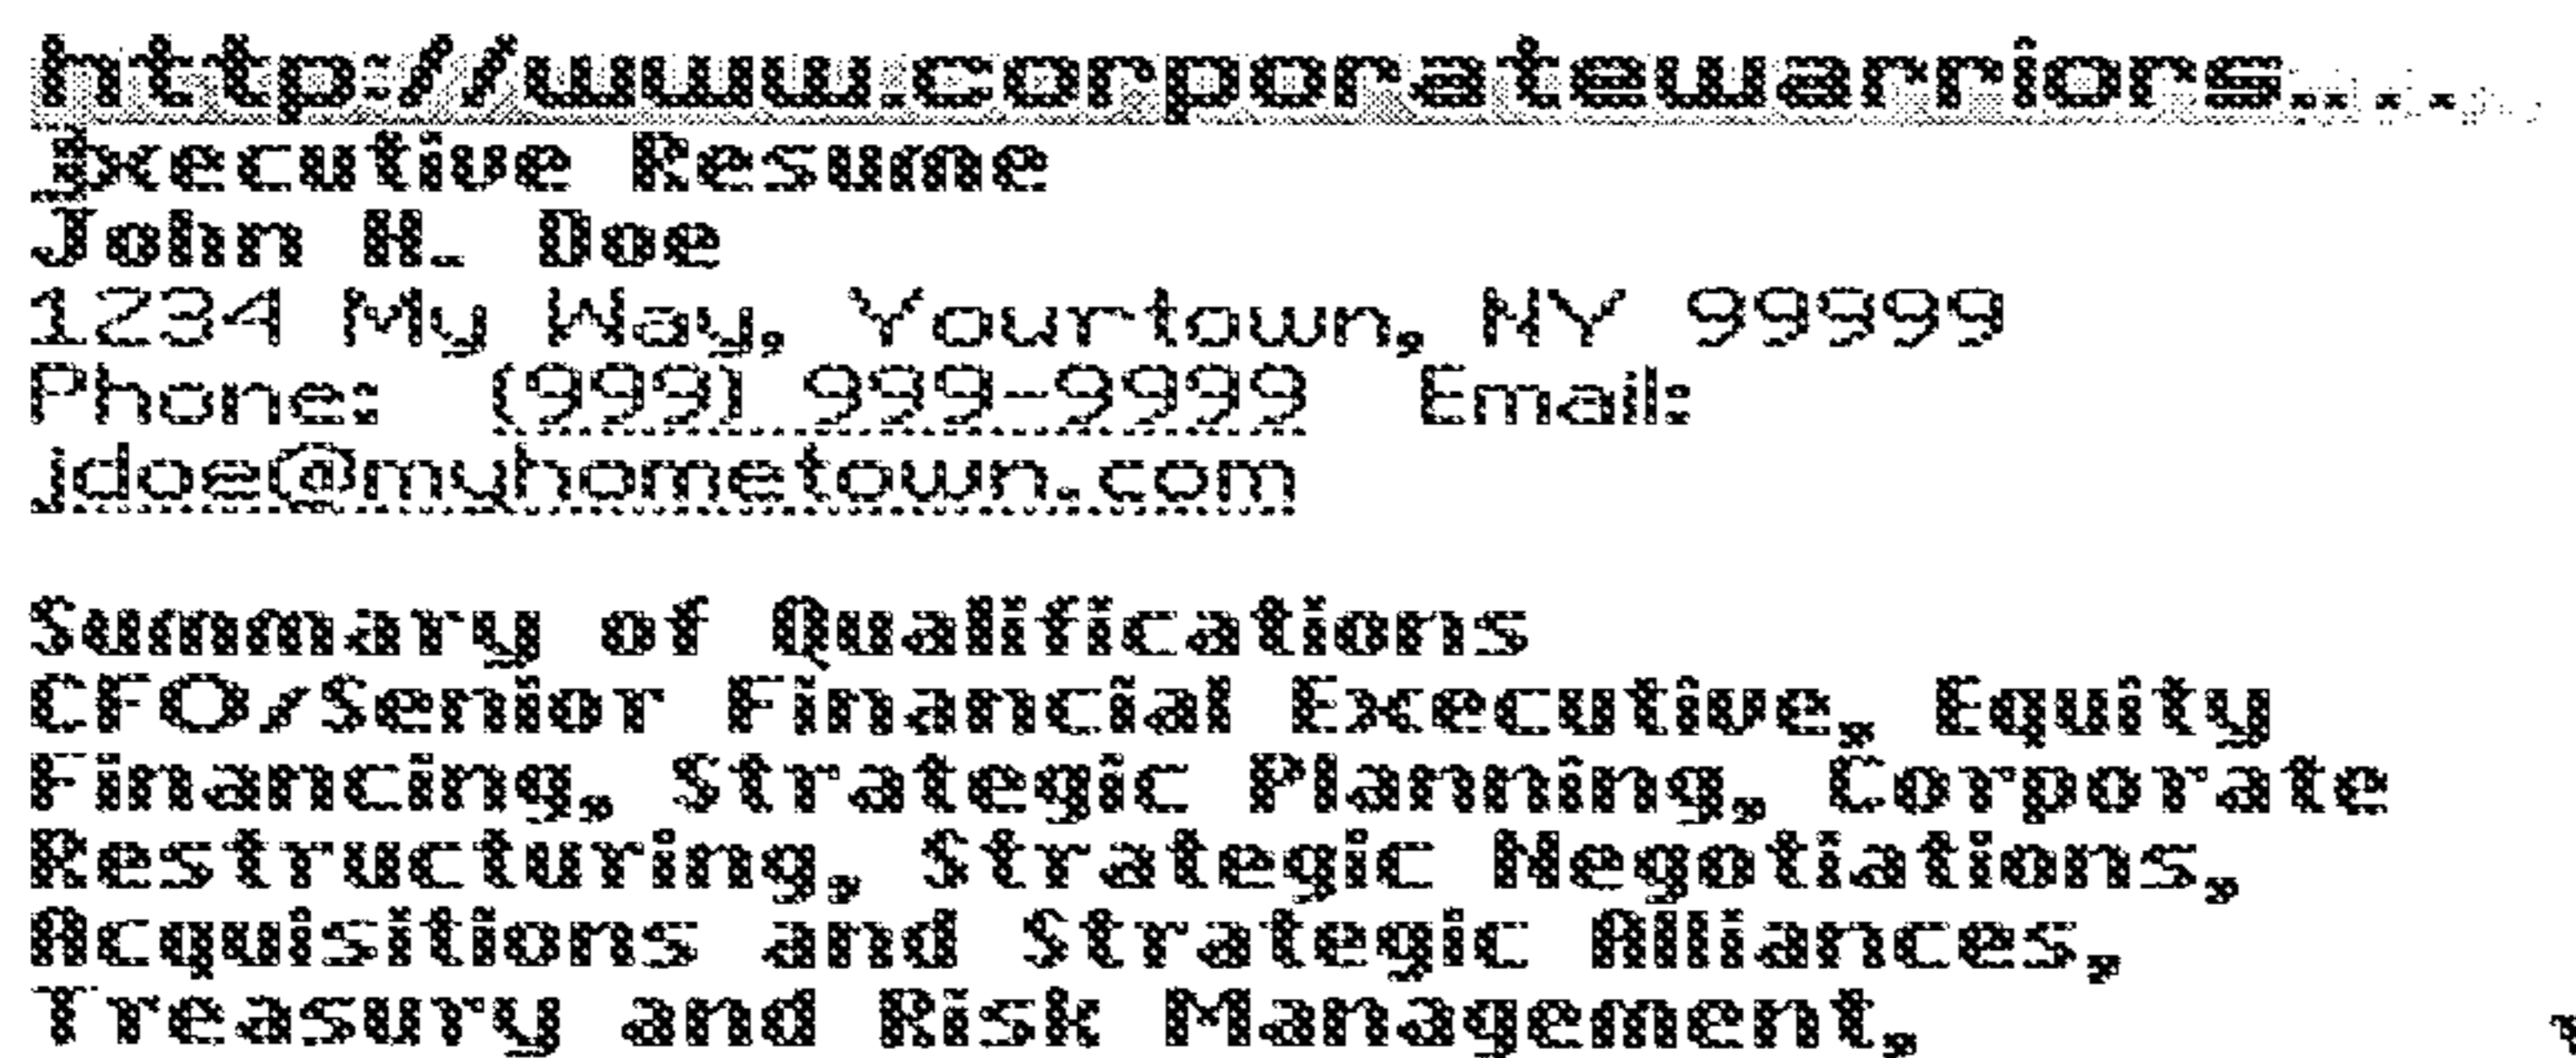 http://www.corporatewarriors....
Executive Resume
John H. Doe
1234 My Way, Yourtown, NY 99999
Phone: (999) 999-9999 Email:
jdoe@myhometown.com
Summary of Qualifications
CFO/Senior Financial Executive, Equity
Financing, Strategic Planning, Corporate
Restructuring, Strategic Negotiations,
Acquisitions and Strategic Alliances,
Treasury and Risk Management,